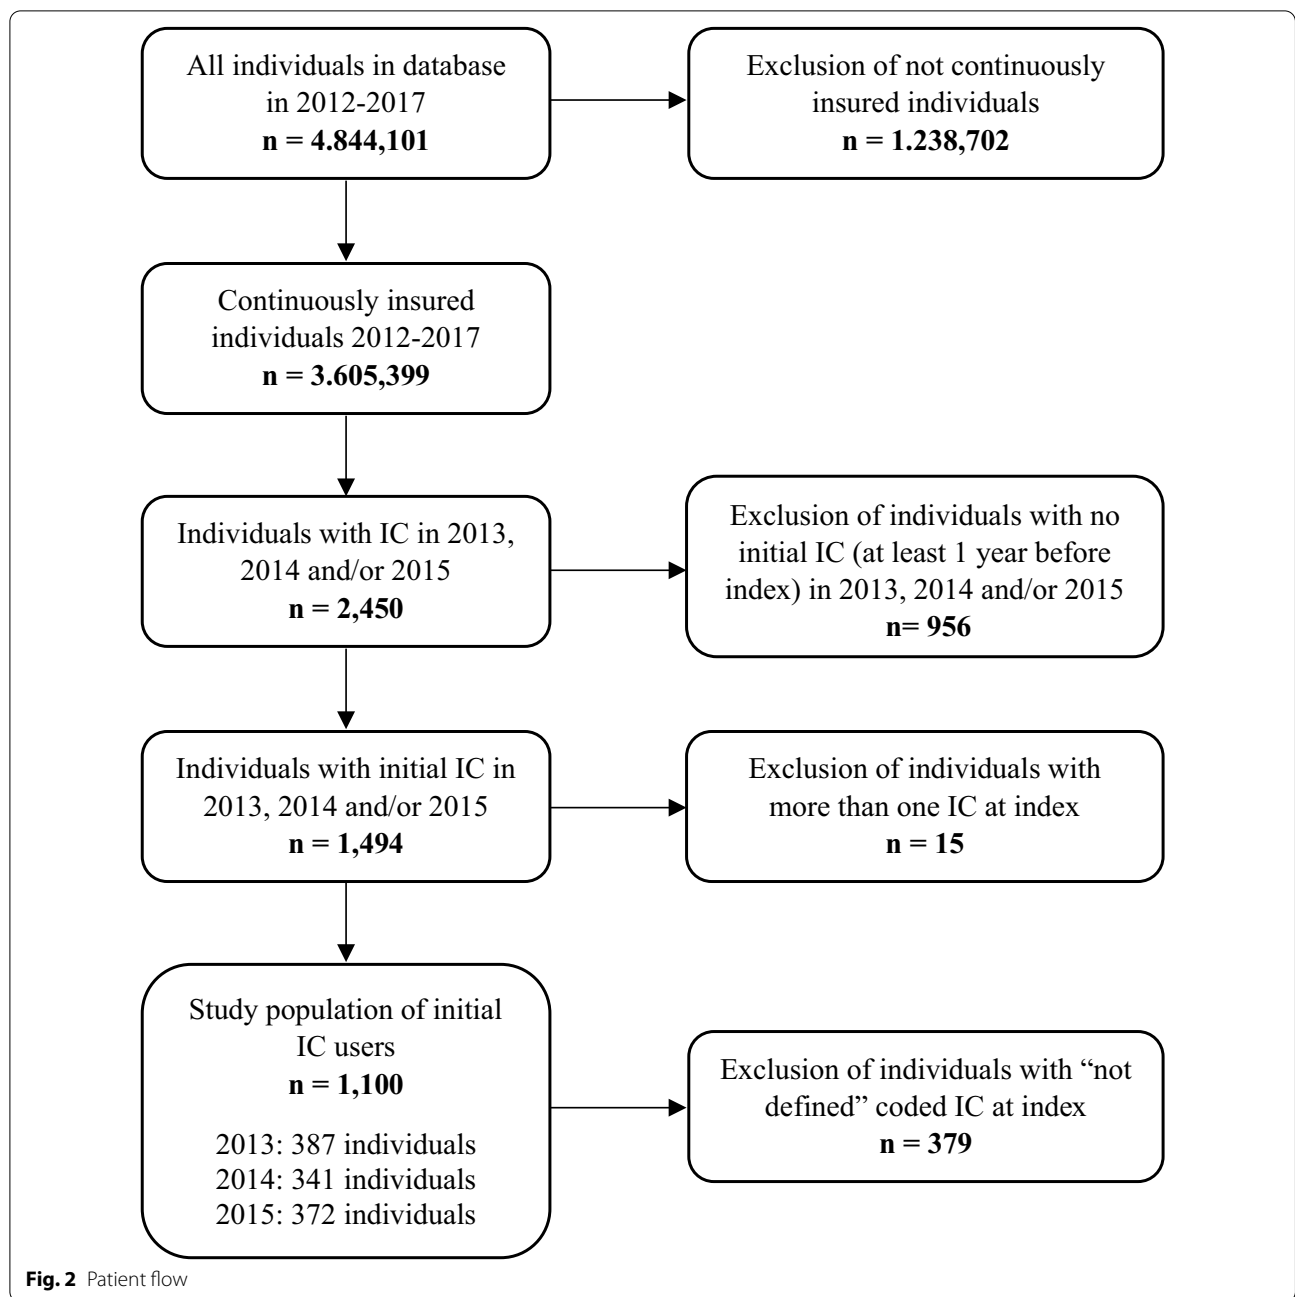 All individuals in database
in 2012-2017
n = 4.844,101
Exclusion of not continuously
insured individuals
n = 1.238,702
Continuously insured
individuals 2012-2017
n = 3.605,399
Individuals with IC in 2013,
2014 and/or 2015
n = 2,450
Exclusion of individuals with no
initial IC (at least 1 year before
index) in 2013, 2014 and/or 2015
n= 956
Individuals with initial IC in
2013, 2014 and/or 2015
n = 1,494
Exclusion of individuals with
more than one IC at index
n = 15
Study population of initial
IC users
n = 1,100
2013: 387 individuals
2014: 341 individuals
2015: 372 individuals
Exclusion of individuals with “not
defined” coded IC at index
n = 379
Fig. 2 Patient flow